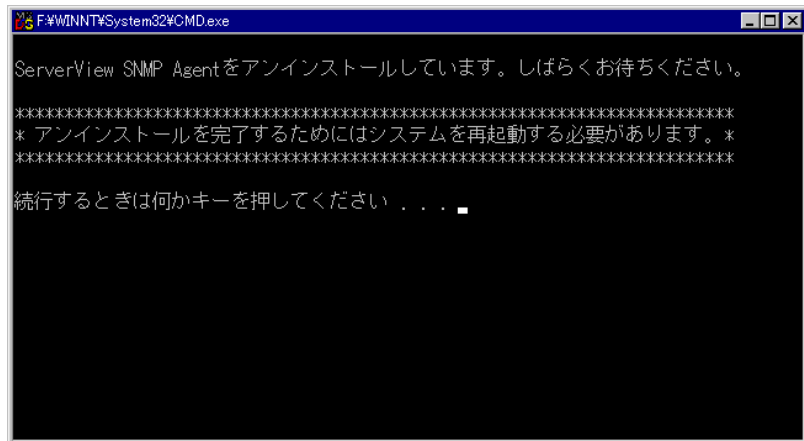 F:¥WINNT¥System32¥CMD.exe
ServerView SNMP Agentをアンインストールしています。しばらくお待ちください。
*************************************************************************
* アンインストールを完了するためにはシステムを再起動する必要があります。*
*************************************************************************
続行するときは何かキーを押してください . . .